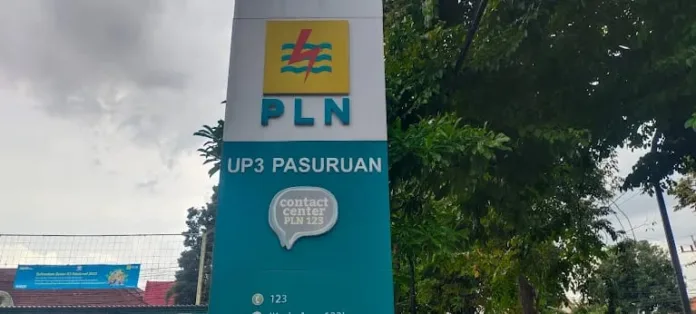 PLN
UP3 PASURUAN
contact
center
PLN 123
123